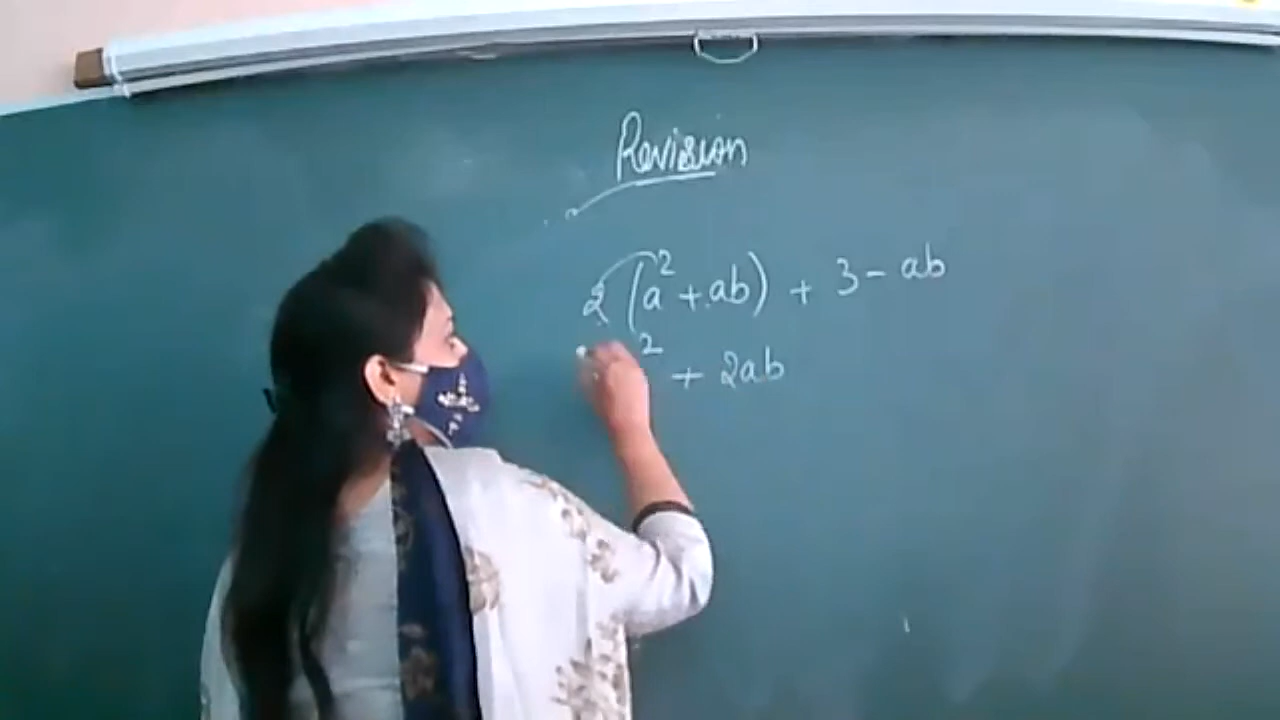 Revision
2 (a² + ab) + 3 - ab
² + 2ab